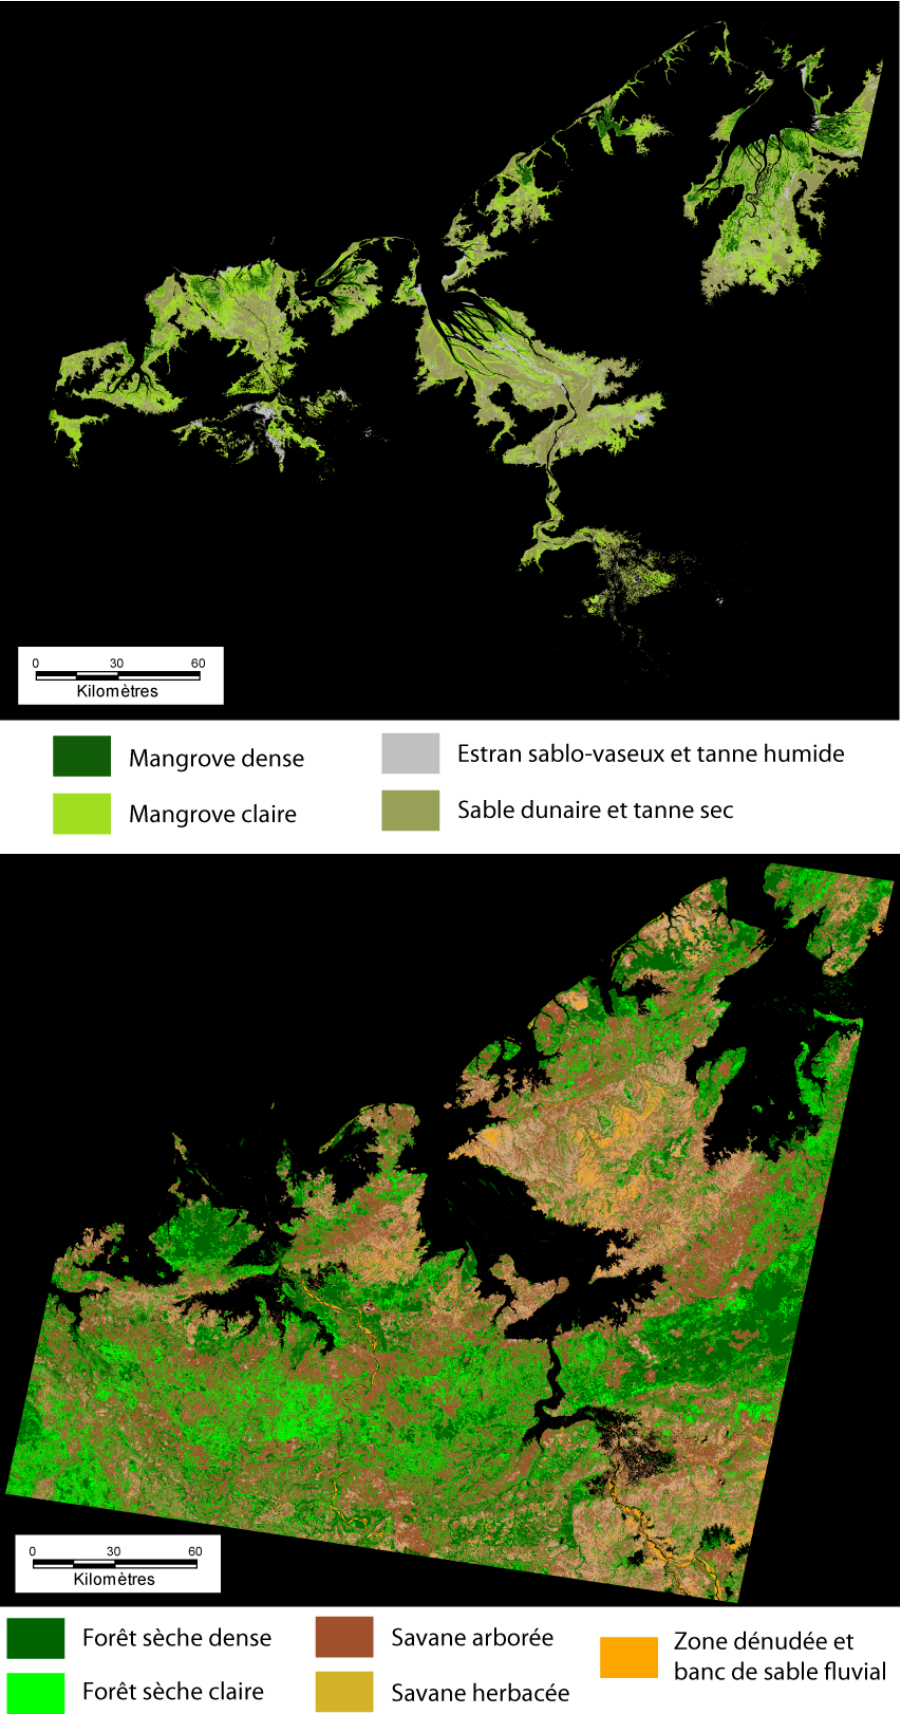 0 30 60
Kilomètres
Mangrove dense
Estran sablo-vaseux et tanne humide
Mangrove claire
Sable dunaire et tanne sec
0 30 60
Kilomètres
Forêt sèche dense
Savane arborée
Zone dénudée et
banc de sable fluvial
Forêt sèche claire
Savane herbacée